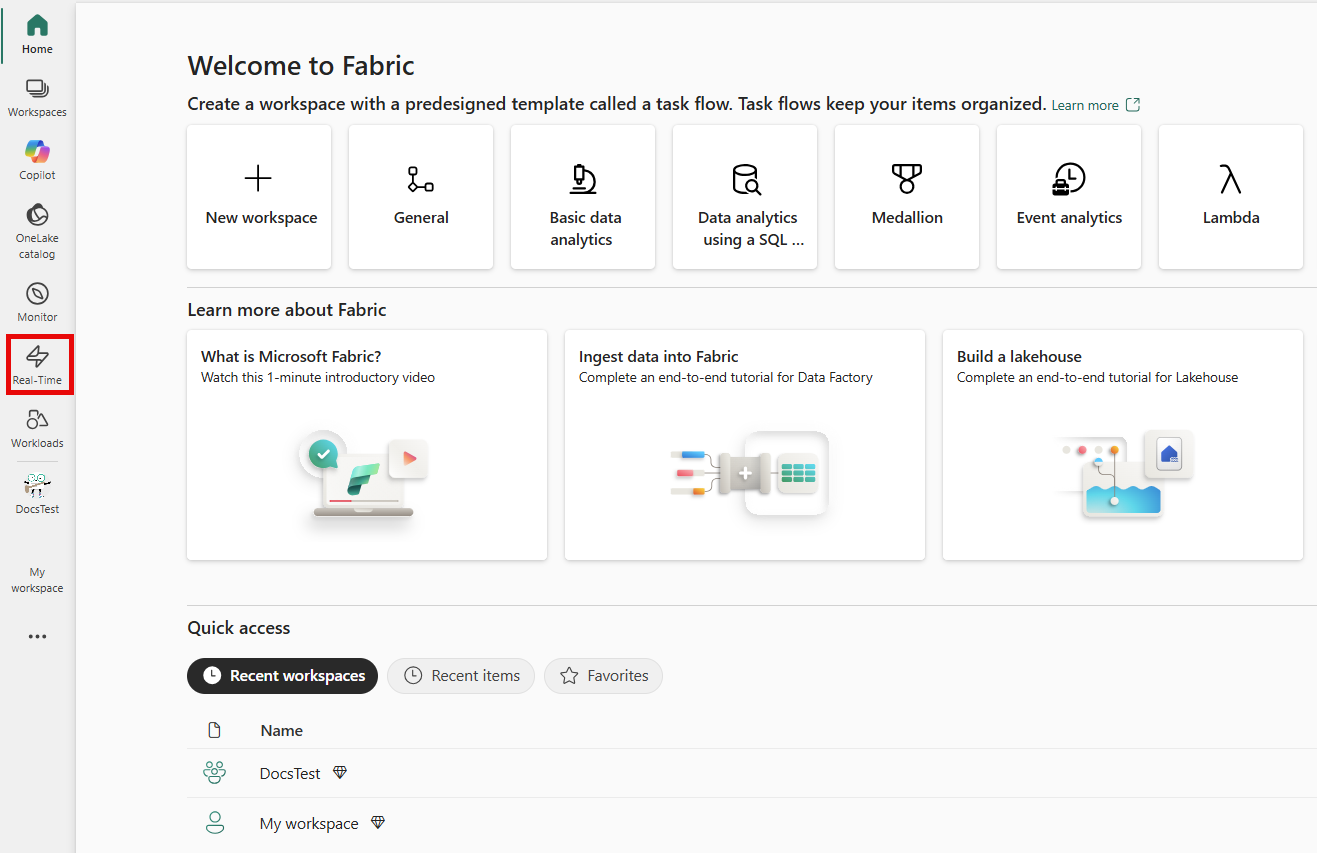 Home
Workspaces
Copilot
OneLake
catalog
Monitor
Real-Time
Workloads
DocsTest
My
workspace
Welcome to Fabric
Create a workspace with a predesigned template called a task flow. Task flows keep your items organized. Learn more
New workspace
General
Basic data
analytics
Data analytics
using a SQL ...
Medallion
Event analytics
Lambda
Learn more about Fabric
What is Microsoft Fabric?
Watch this 1-minute introductory video
Ingest data into Fabric
Complete an end-to-end tutorial for Data Factory
Build a lakehouse
Complete an end-to-end tutorial for Lakehouse
Quick access
Recent workspaces
Recent items
Favorites
Name
DocsTest
My workspace